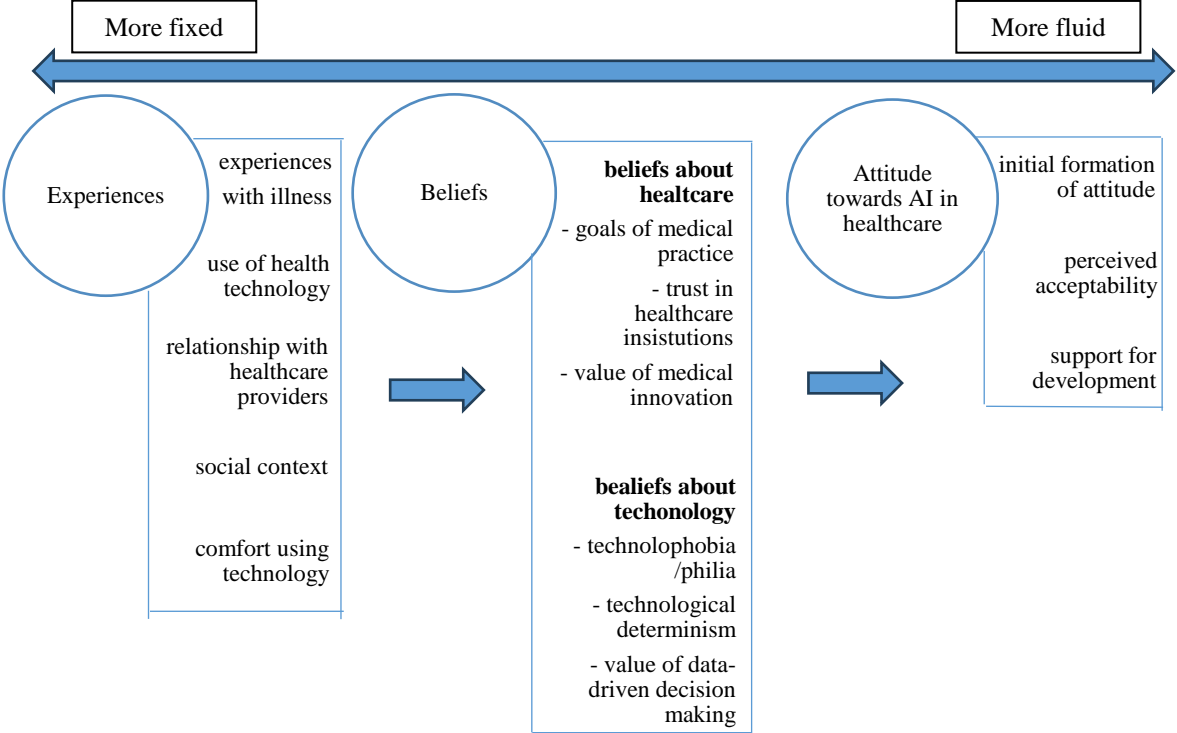 More fixed
More fluid
Experiences
experiences
with illness
use of health
technology
relationship with
healthcare
providers
social context
comfort using
technology
Beliefs
beliefs about
healtcare
- goals of medical
practice
- trust in
healthcare
insistutions
- value of medical
innovation
bealiefs about
techonology
- technolophobia
/philia
- technological
determinism
- value of data-
driven decision
making
Attitude
towards AI in
healthcare
initial formation
of attitude
perceived
acceptability
support for
development